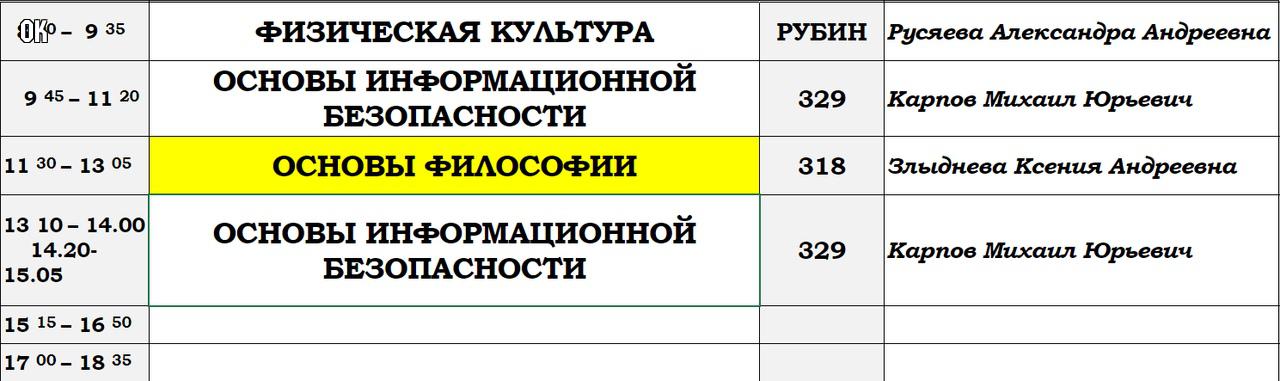 ОК – 9 35
ФИЗИЧЕСКАЯ КУЛЬТУРА
РУБИН
Русяева Александра Андреевна
9 45 – 11 20
ОСНОВЫ ИНФОРМАЦИОННОЙ
БЕЗОПАСНОСТИ
329
Карпов Михаил Юрьевич
11 30 – 13 05
ОСНОВЫ ФИЛОСОФИИ
318
Злыднева Ксения Андреевна
13 10 – 14.00
14.20-
15.05
ОСНОВЫ ИНФОРМАЦИОННОЙ
БЕЗОПАСНОСТИ
329
Карпов Михаил Юрьевич
15 15 – 16 50
17 00 – 18 35